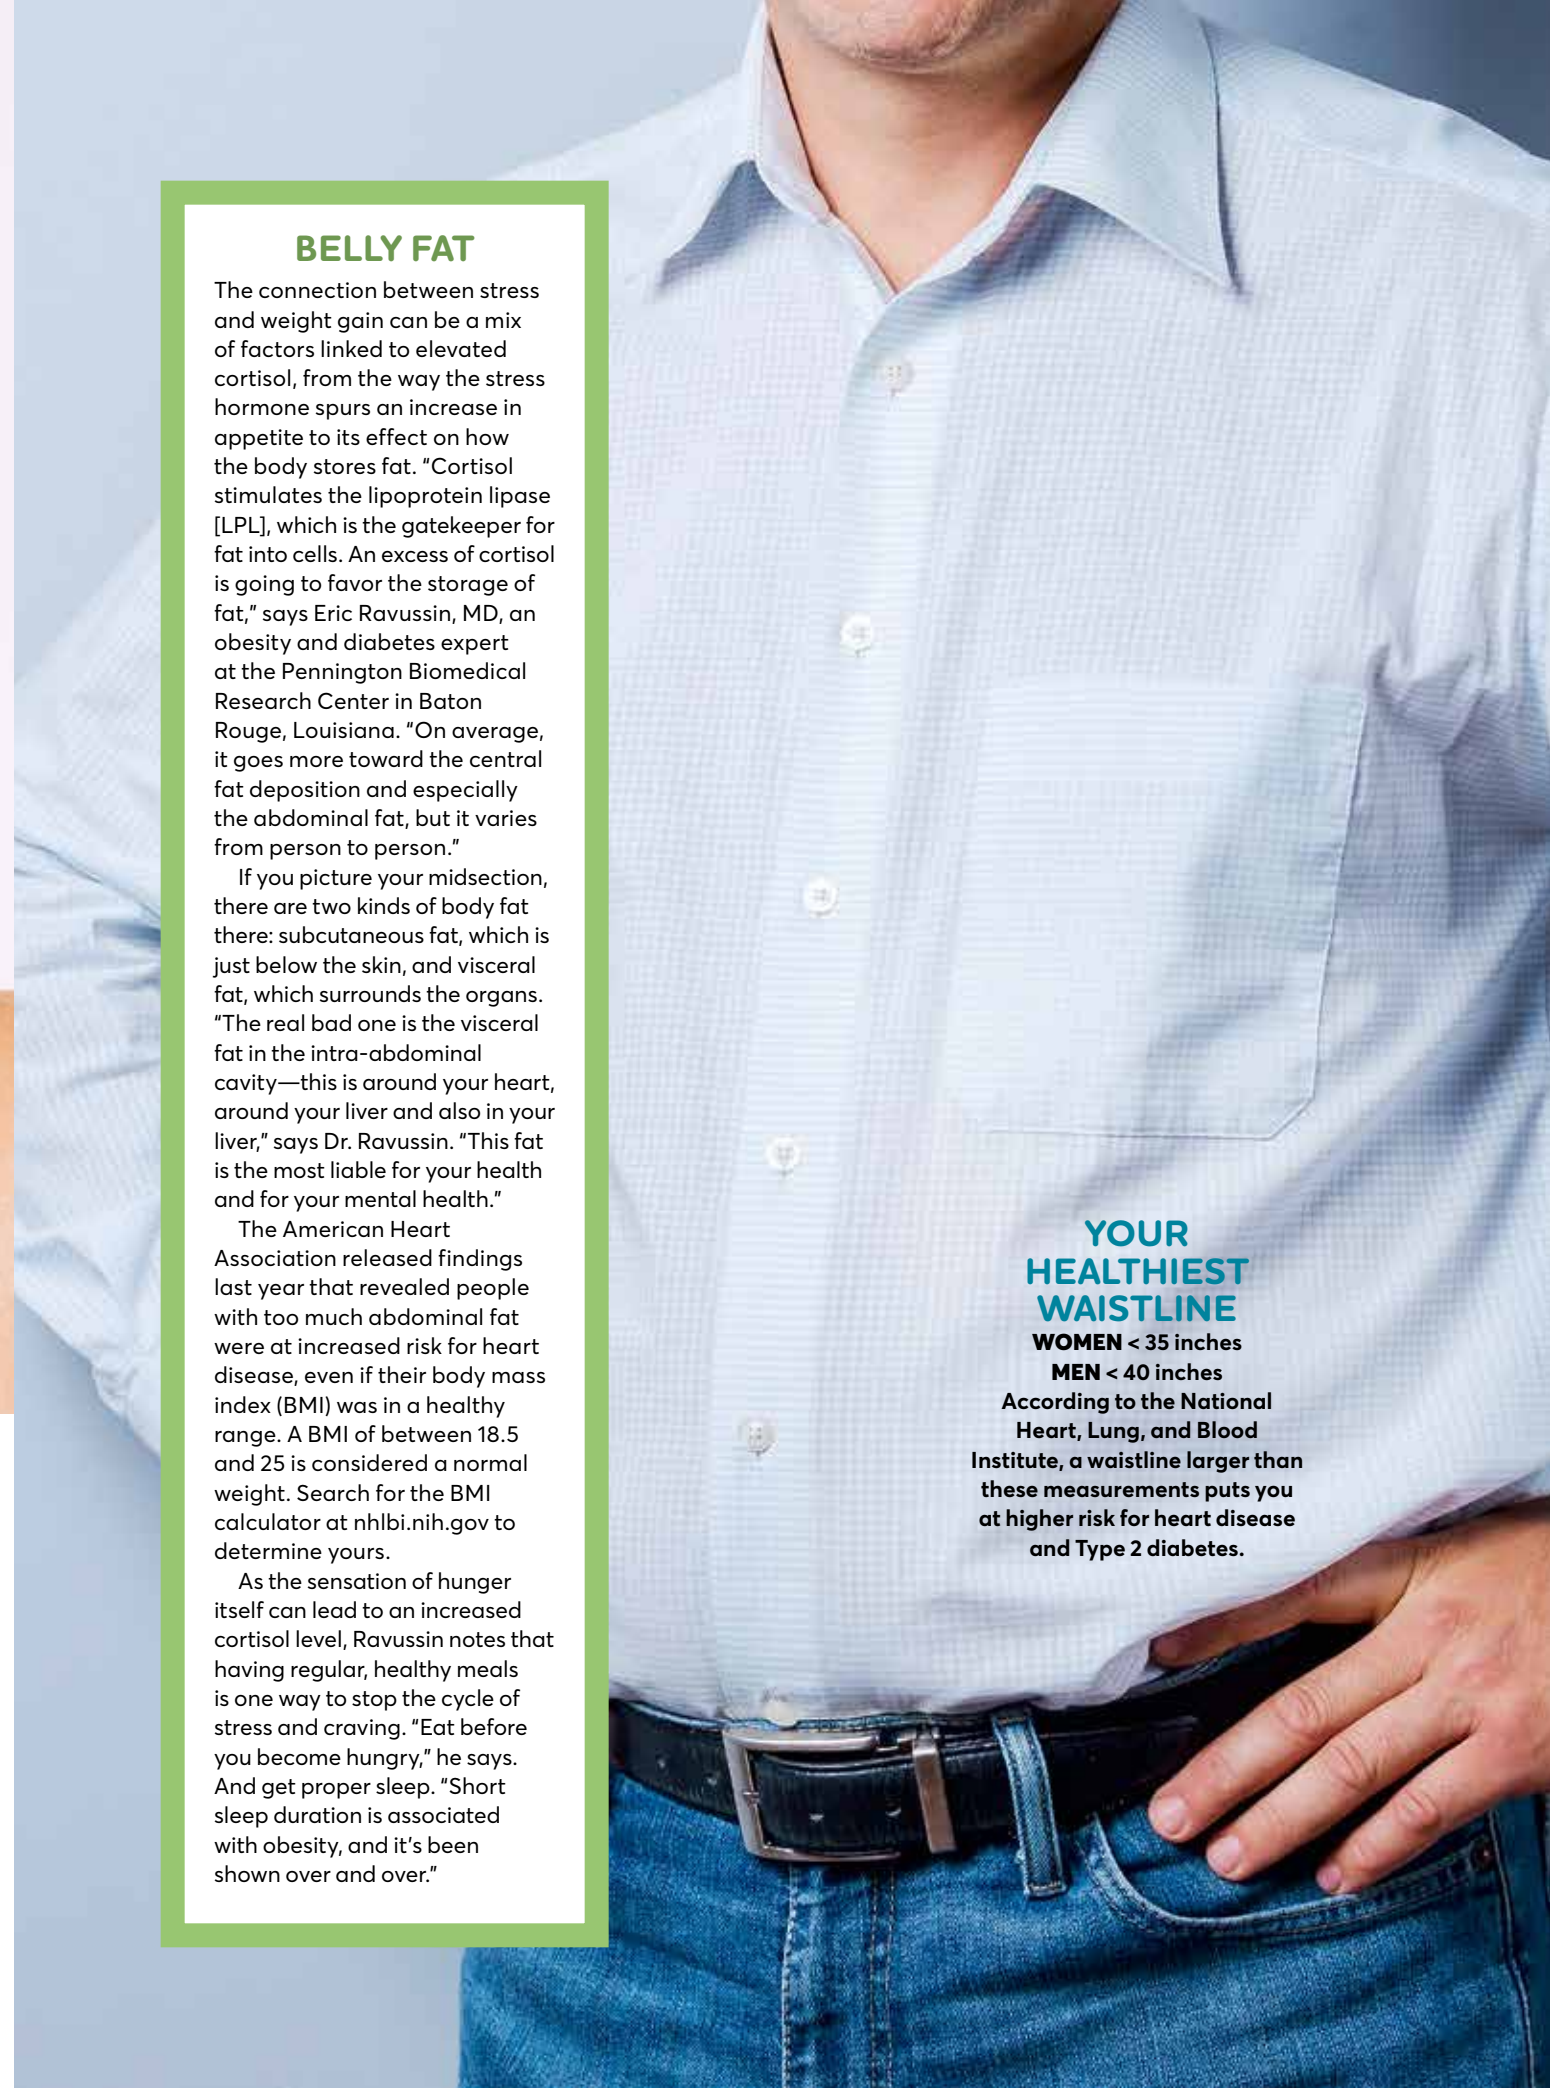 BELLY FAT
The connection between stress
and weight gain can be a mix
of factors linked to elevated
cortisol, from the way the stress
hormone spurs an increase in
appetite to its effect on how
the body stores fat. “Cortisol
stimulates the lipoprotein lipase
[LPL], which is the gatekeeper for
fat into cells. An excess of cortisol
is going to favor the storage of
fat,” says Eric Ravussin, MD, an
obesity and diabetes expert
at the Pennington Biomedical
Research Center in Baton
Rouge, Louisiana. “On average,
it goes more toward the central
fat deposition and especially
the abdominal fat, but it varies
from person to person.”
If you picture your midsection,
there are two kinds of body fat
there: subcutaneous fat, which is
just below the skin, and visceral
fat, which surrounds the organs.
“The real bad one is the visceral
fat in the intra-abdominal
cavity—this is around your heart,
around your liver and also in your
liver,” says Dr. Ravussin. “This fat
is the most liable for your health
and for your mental health.”
The American Heart
Association released findings
last year that revealed people
with too much abdominal fat
were at increased risk for heart
disease, even if their body mass
index (BMI) was in a healthy
range. A BMI of between 18.5
and 25 is considered a normal
weight. Search for the BMI
calculator at nhlbi.nih.gov to
determine yours.
As the sensation of hunger
itself can lead to an increased
cortisol level, Ravussin notes that
having regular, healthy meals
is one way to stop the cycle of
stress and craving. “Eat before
you become hungry,” he says.
And get proper sleep. “Short
sleep duration is associated
with obesity, and it’s been
shown over and over.”
YOUR
HEALTHIEST
WAISTLINE
WOMEN < 35 inches
MEN < 40 inches
According to the National
Heart, Lung, and Blood
Institute, a waistline larger than
these measurements puts you
at higher risk for heart disease
and Type 2 diabetes.